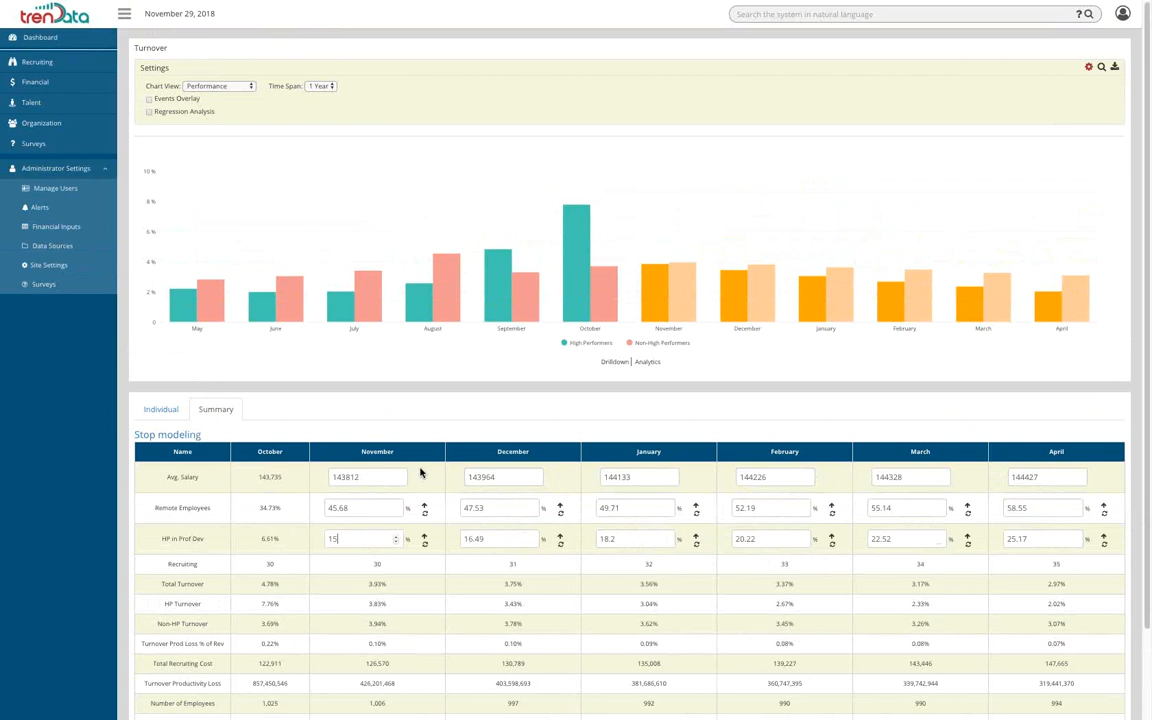 trenData
November 29, 2018
Search the system in natural language ?
Dashboard
Recruiting
$ Financial
Talent
Organization
? Surveys
Administrator Settings
Manage Users
Alerts
Financial Inputs
Data Sources
Site Settings
Surveys
Turnover
Settings
Chart View: Performance Time Span: 1 Year
Events Overlay
Regression Analysis
10 %
8 %
6 %
4 %
2 %
0
May June July August September October November December January February March April
High Performers Non-High Performers
Drilldown | Analytics
Individual Summary
Stop modeling
Name October November December January February March April
Avg. Salary 143,735 143812 143964 144133 144226 144328 144427
Remote Employees 34.73% 45.68 % 47.53 % 49.71 % 52.19 % 55.14 % 58.55 %
HP in Prof Dev 6.61% 15 % 16.49 % 18.2 % 20.22 % 22.52 % 25.17 %
Recruiting 30 30 31 32 33 34 35
Total Turnover 4.78% 3.93% 3.75% 3.56% 3.37% 3.17% 2.97%
HP Turnover 7.76% 3.83% 3.43% 3.04% 2.67% 2.33% 2.02%
Non-HP Turnover 3.69% 3.94% 3.78% 3.62% 3.45% 3.26% 3.07%
Turnover Prod Loss % of Rev 0.22% 0.10% 0.10% 0.09% 0.08% 0.08% 0.07%
Total Recruiting Cost 122,911 126,570 130,789 135,008 139,227 143,446 147,665
Turnover Productivity Loss 857,450,546 426,201,468 403,598,693 381,686,610 360,747,395 339,742,944 319,441,370
Number of Employees 1,025 1,006 997 992 990 990 994